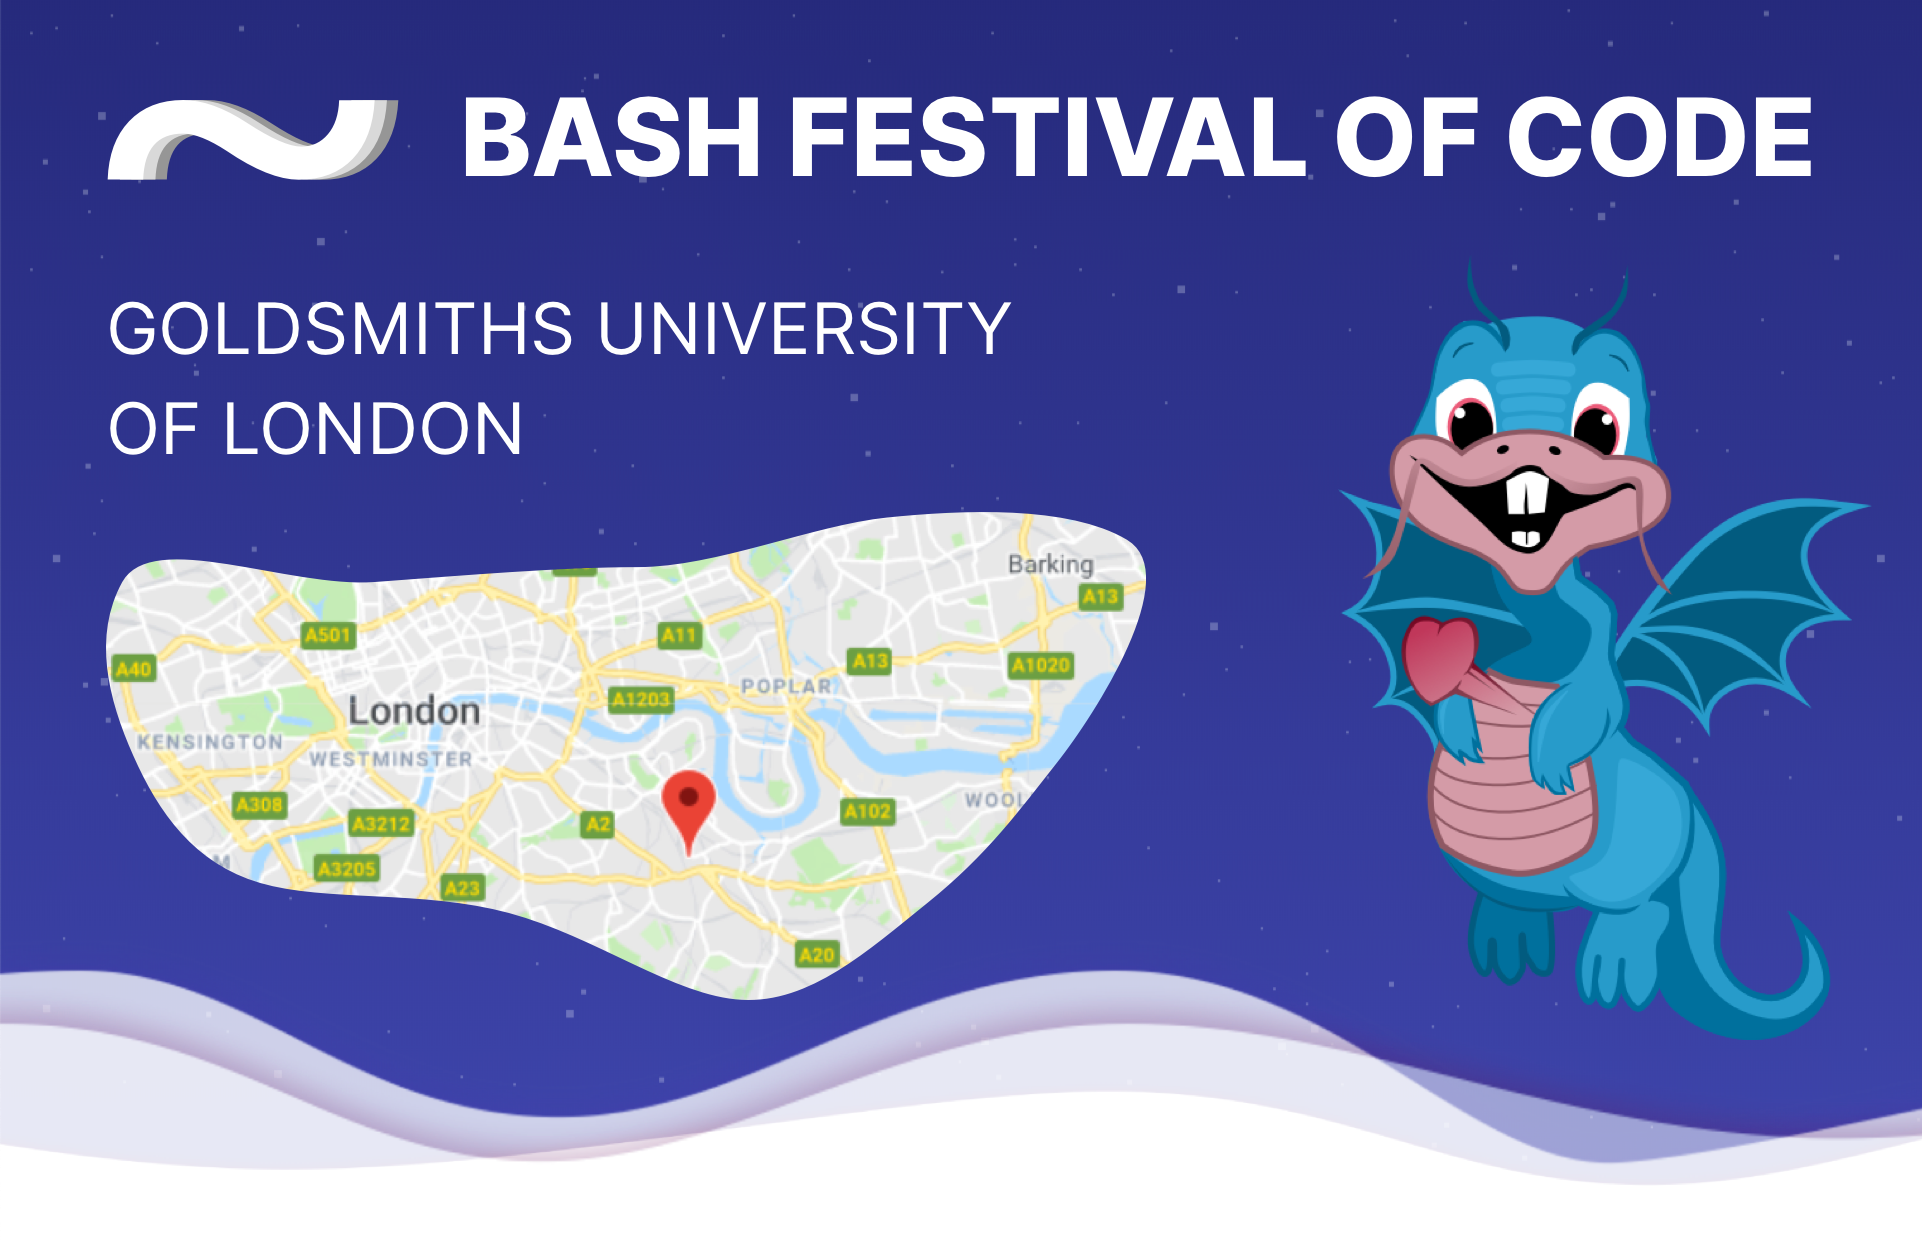 BASH FESTIVAL OF CODE
GOLDSMITHS UNIVERSITY
OF LONDON
Barking
A13
A501
A11
A40
A13
A1020
POPLAR
A1203
London
KENSINGTON
WESTMINSTER
A308
A3212
A2
A102
WOOL
M
A3205
A23
A20